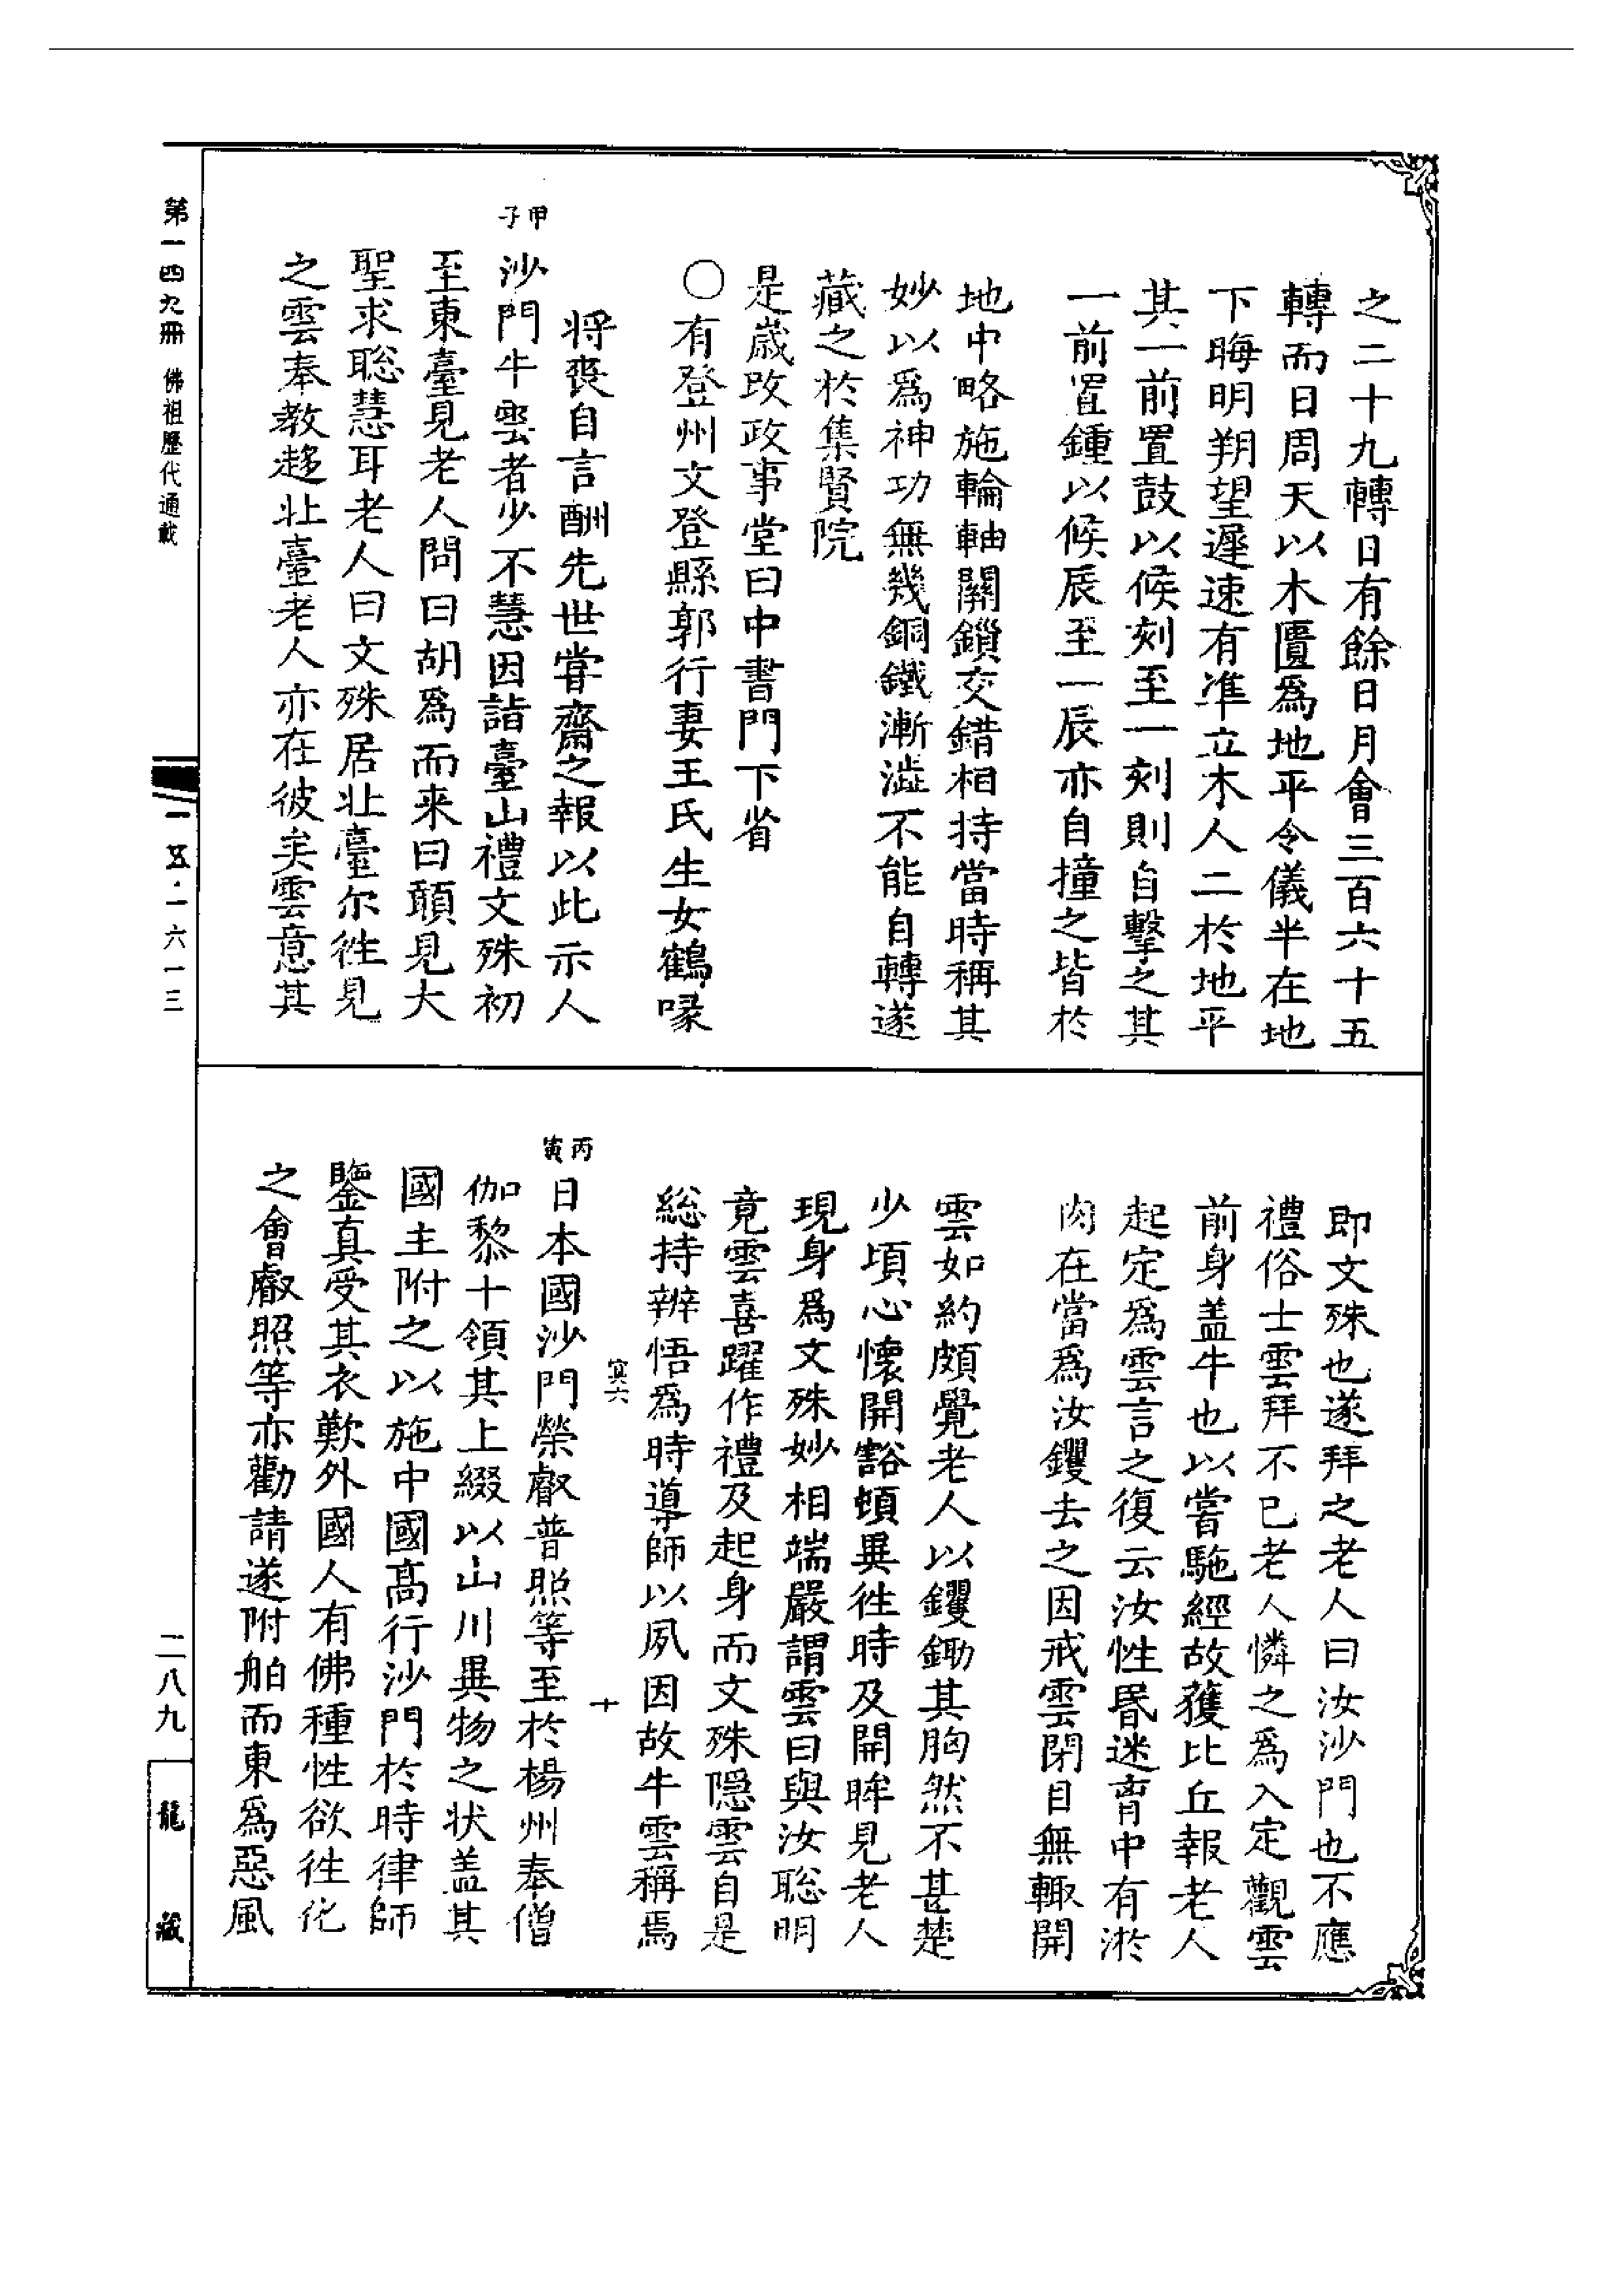 之二十九轉日有餘日月會三百六十五
轉而日周天以木匱爲地平令儀半在地
下晦明朔望遲速有凖立木人二於地平
其一前置鼓以候刻至一刻則自擊之其
一前置鍾以候辰至一辰亦自撞之皆於
地中略施輪軸關鎖交錯相持當時稱其
妙以爲神功無幾銅鐵漸澁不能自轉遂
藏之於集賢院
是歲改政事堂曰中書門下省
〇有登州文登縣郭行妻王氏生女鶴喙
將喪自言酬先世甞齋之報以此示人
甲子
沙門牛雲者少不慧因詣臺山禮文殊初
至東臺見老人問曰胡爲而来曰願見大
聖求聡慧耳老人曰文殊居北臺尔徃見
之雲奉教趍北臺老人亦在彼矣雲意其
即文殊也遂拜之老人曰汝沙門也不應
禮俗士雲拜不已老人憐之爲入定觀雲
前身盖牛也以嘗駞經故獲比丘報老人
起定爲雲言之復云汝性昬迷胷中有淤
肉在當爲汝钁去之因戒雲閉目無輙開
雲如約頗覺老人以钁鋤其胸然不甚楚
少頃心懷開豁頓異徃時及開眸見老人
現身爲文殊妙相端嚴謂雲曰與汝聡明
竟雲喜躍作禮及起身而文殊隠雲自是
総持辨悟爲時導師以夙因故牛雲稱焉
寘六
十
丙寅
日本國沙門榮叡普照等至於楊州奉僧
伽黎十領其上綴以山川異物之状盖其
國主附之以施中國高行沙門於時律師
鑒真受其衣歎外國人有佛種性欲徃化
之會叡照等亦勸請遂附舶而東爲惡風
第一四九冊 佛祖歷代通載
一五·一六一三
二八九
龍藏